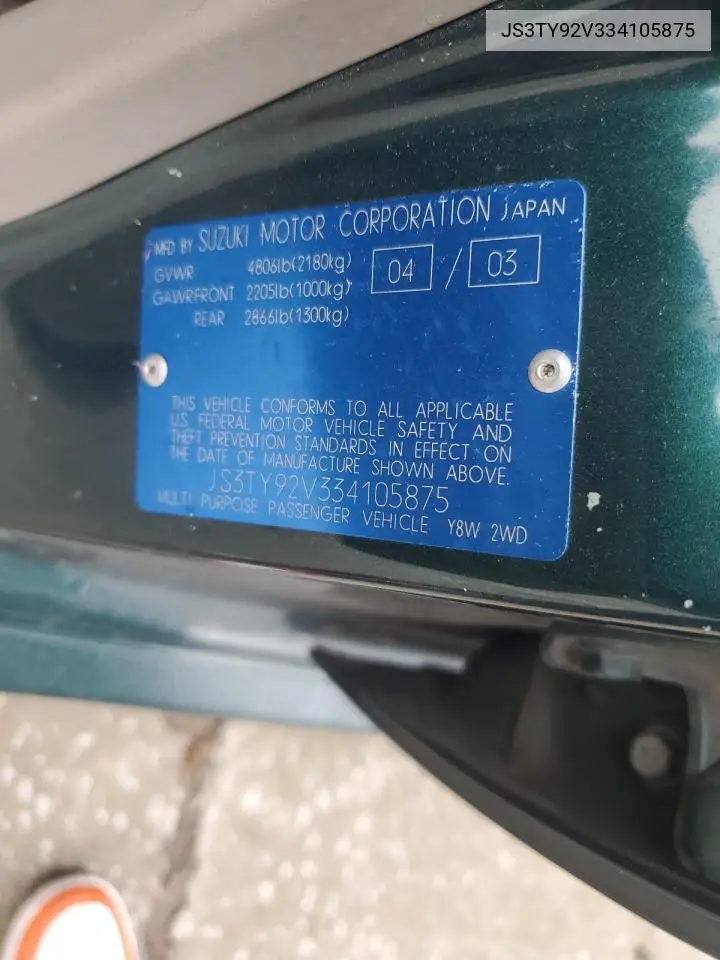 JS3TY92V334105875
MFD BY SUZUKI MOTOR CORPORATION JAPAN
GVWR 4806lb(2180kg) 04 / 03
GAWRFRONT 2205lb(1000kg)
REAR 2866lb(1300kg)
THIS VEHICLE CONFORMS TO ALL APPLICABLE
U.S. FEDERAL MOTOR VEHICLE SAFETY AND
THEFT PREVENTION STANDARDS IN EFFECT ON
THE DATE OF MANUFACTURE SHOWN ABOVE.
JS3TY92V334105875
MULTI PURPOSE PASSENGER VEHICLE Y8W 2WD